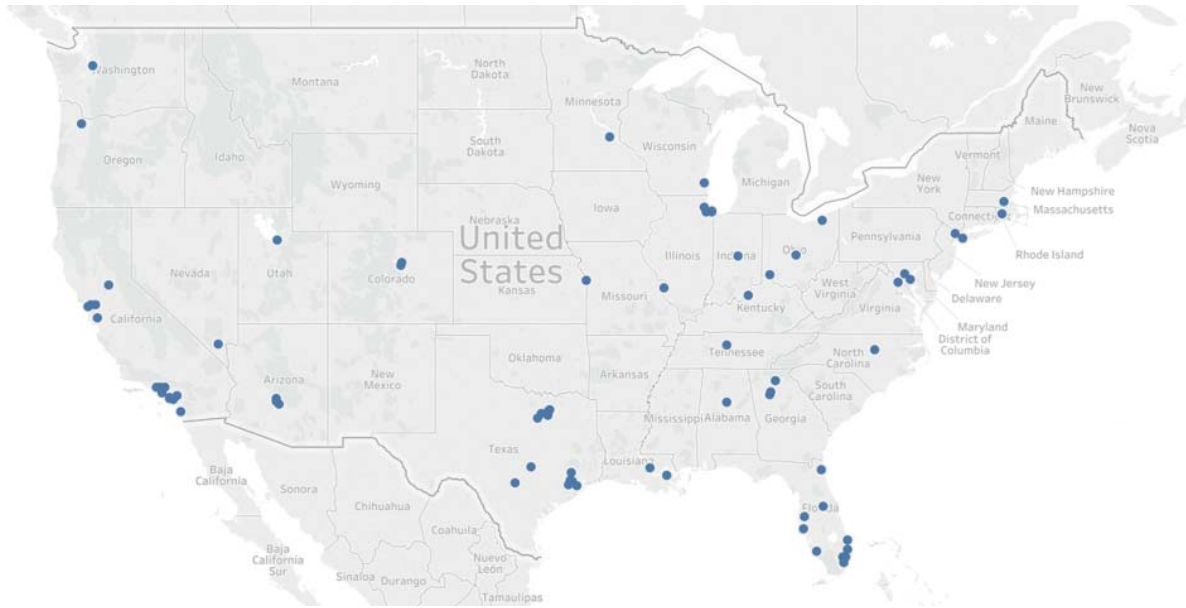 Washington
Montana
North
Dakota
Minnesota
New
Brunswick
Maine
Nova
Scotia
Oregon
Idaho
South
Dakota
Wisconsin
Michigan
Vermont
New
York
New Hampshire
Massachusetts
Wyoming
Iowa
Nebraska
Connecticut
Pennsylvania
Rhode Island
United
States
Nevada
Utah
Colorado
Kansas
Illinois
Indiana
Ohio
Missouri
West
Virginia
Virginia
New Jersey
Delaware
Maryland
District of
Columbia
California
Kentucky
Tennessee
North
Carolina
Arizona
New
Mexico
Oklahoma
Arkansas
South
Carolina
Mississippi
Alabama
Georgia
Texas
Louisiana
Baja
California
Sonora
Chihuahua
Coahuila
Florida
Baja
California
Sur
Sinaloa
Durango
Nuevo
León
Tamaulipas